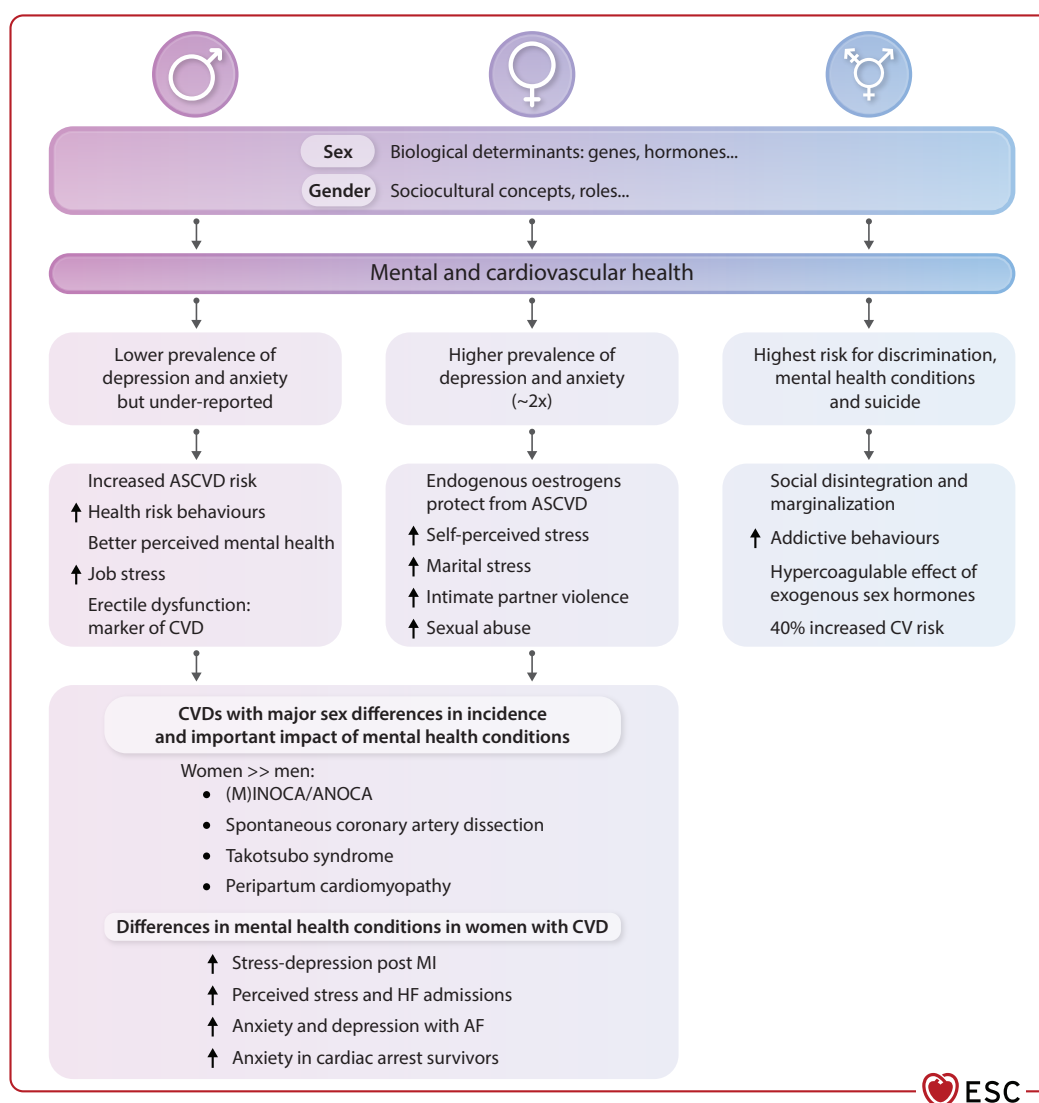 Sex Biological determinants: genes, hormones...
Gender Sociocultural concepts, roles...
Mental and cardiovascular health
Lower prevalence of
depression and anxiety
but under-reported
Higher prevalence of
depression and anxiety
(~2x)
Highest risk for discrimination,
mental health conditions
and suicide
Increased ASCVD risk
Health risk behaviours
Better perceived mental health
Job stress
Erectile dysfunction:
marker of CVD
Endogenous oestrogens
protect from ASCVD
Self-perceived stress
Marital stress
Intimate partner violence
Sexual abuse
Social disintegration and
marginalization
Addictive behaviours
Hypercoagulable effect of
exogenous sex hormones
40% increased CV risk
CVDs with major sex differences in incidence
and important impact of mental health conditions
Women >> men:
• (M)INOCA/ANOCA
• Spontaneous coronary artery dissection
• Takotsubo syndrome
• Peripartum cardiomyopathy
Differences in mental health conditions in women with CVD
Stress-depression post MI
Perceived stress and HF admissions
Anxiety and depression with AF
Anxiety in cardiac arrest survivors
ESC